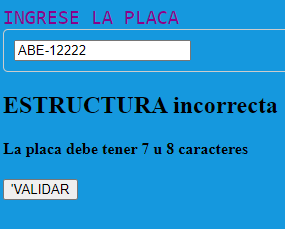 INGRESE LA PLACA
ABE-12222
ESTRUCTURA incorrecta
La placa debe tener 7 u 8 caracteres
'VALIDAR